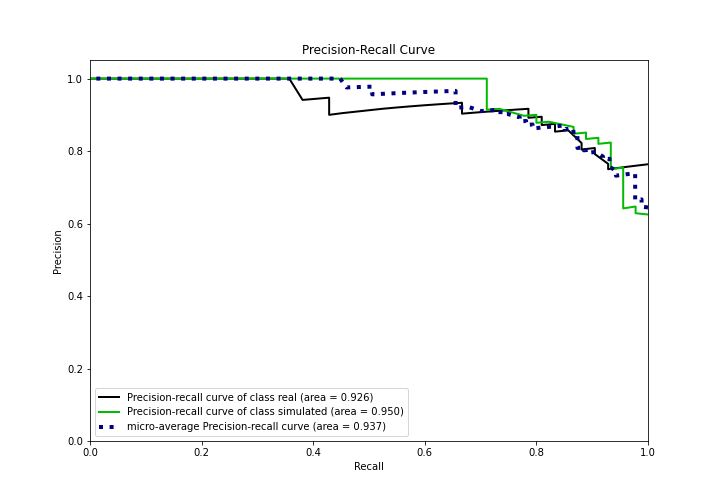 Precision-Recall Curve
1.0
0.8
0.6
0.4
0.2
0.0
Precision
Precision-recall curve of class real (area = 0.926)
Precision-recall curve of class simulated (area = 0.950)
micro-average Precision-recall curve (area = 0.937)
0.0 0.2 0.4 0.6 0.8 1.0
Recall